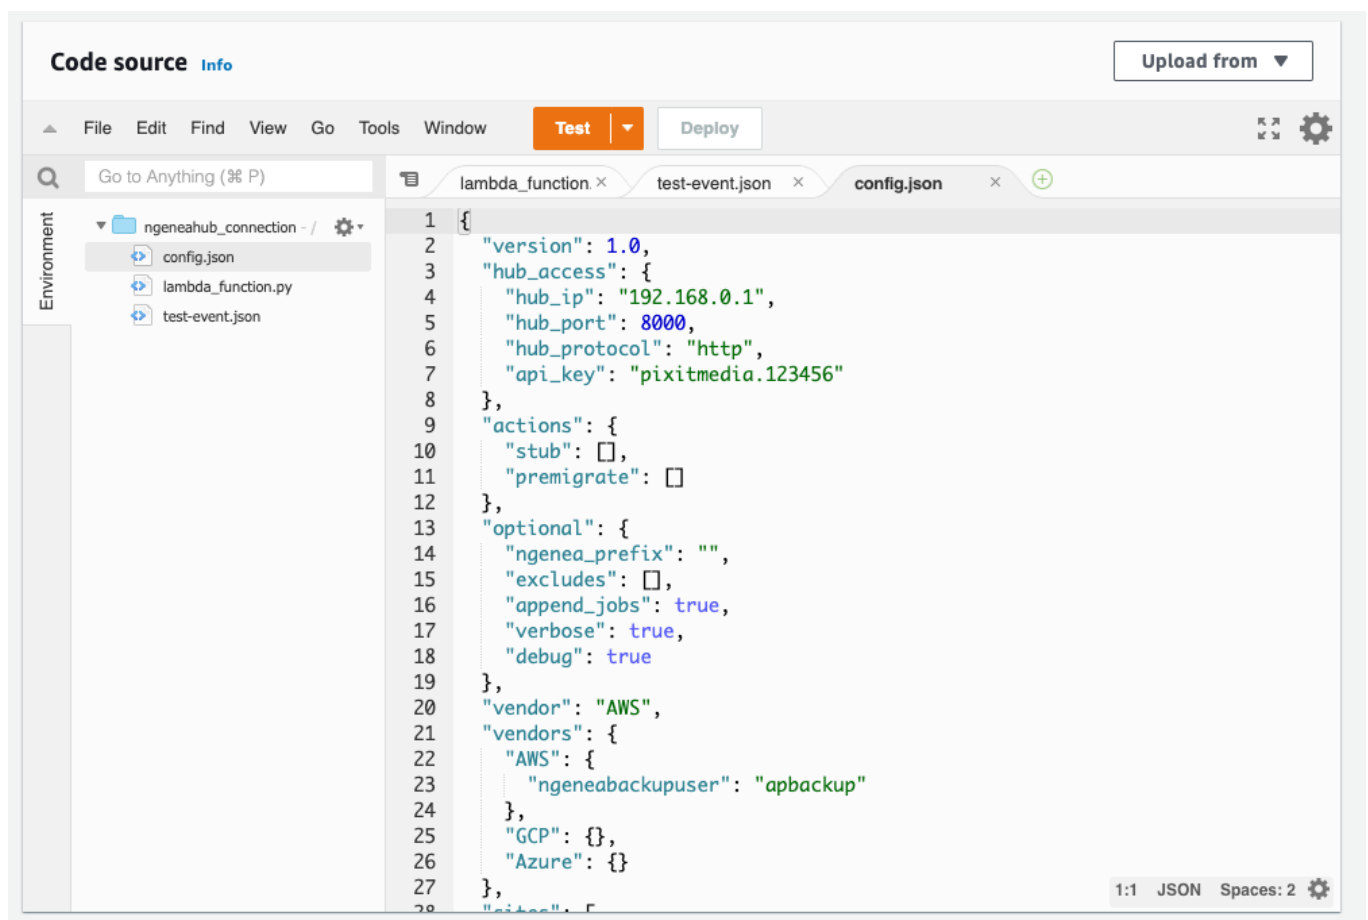 Code source Info
Upload from
File Edit Find View Go Tools Window Test Deploy
Go to Anything (⌘ P)
lambda_function. test-event.json config.json
Environment
ngeneahub_connection - /
config.json
lambda_function.py
test-event.json
1 {
2 "version": 1.0,
3 "hub_access": {
4 "hub_ip": "192.168.0.1",
5 "hub_port": 8000,
6 "hub_protocol": "http",
7 "api_key": "pixitmedia.123456"
8 },
9 "actions": {
10 "stub": [],
11 "premigrate": []
12 },
13 "optional": {
14 "ngenea_prefix": "",
15 "excludes": [],
16 "append_jobs": true,
17 "verbose": true,
18 "debug": true
19 },
20 "vendor": "AWS",
21 "vendors": {
22 "AWS": {
23 "ngeneabackupuser": "apbackup"
24 },
25 "GCP": {},
26 "Azure": {}
27 },
28 "sites": [
1:1 JSON Spaces: 2